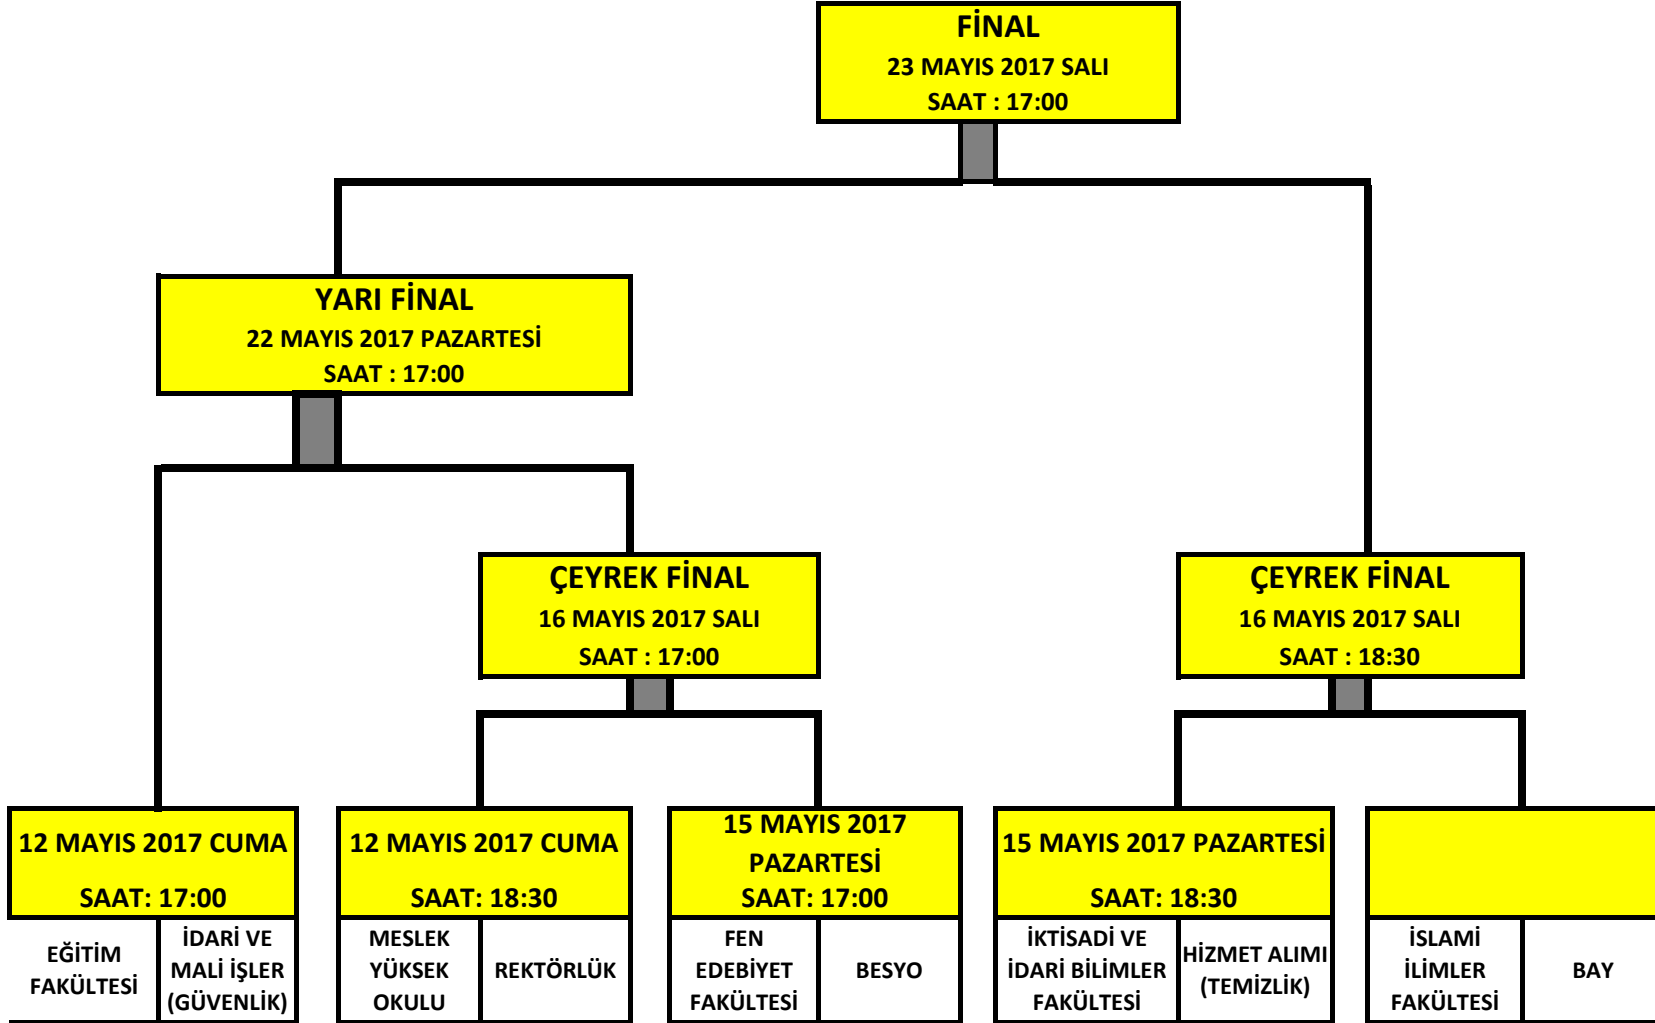 FİNAL
23 MAYIS 2017 SALI
SAAT : 17:00
YARI FİNAL
22 MAYIS 2017 PAZARTESİ
SAAT : 17:00
ÇEYREK FİNAL
16 MAYIS 2017 SALI
SAAT : 17:00
ÇEYREK FİNAL
16 MAYIS 2017 SALI
SAAT : 18:30
12 MAYIS 2017 CUMA
SAAT: 17:00
12 MAYIS 2017 CUMA
SAAT: 18:30
15 MAYIS 2017
PAZARTESİ
SAAT: 17:00
15 MAYIS 2017 PAZARTESİ
SAAT: 18:30
EĞİTİM
FAKÜLTESİ
İDARİ VE
MALİ İŞLER
(GÜVENLİK)
MESLEK
YÜKSEK
OKULU
REKTÖRLÜK
FEN
EDEBİYET
FAKÜLTESİ
BESYO
İKTİSADİ VE
İDARİ BİLİMLER
FAKÜLTESİ
HİZMET ALIMI
(TEMİZLİK)
İSLAMİ
İLİMLER
FAKÜLTESİ
BAY